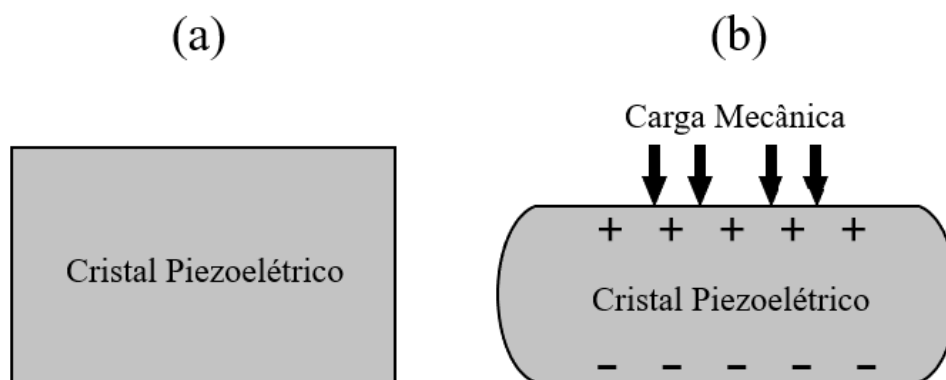 (a)
(b)
Carga Mecânica
Cristal Piezoelétrico
+ + + + +
Cristal Piezoelétrico
- - - - -